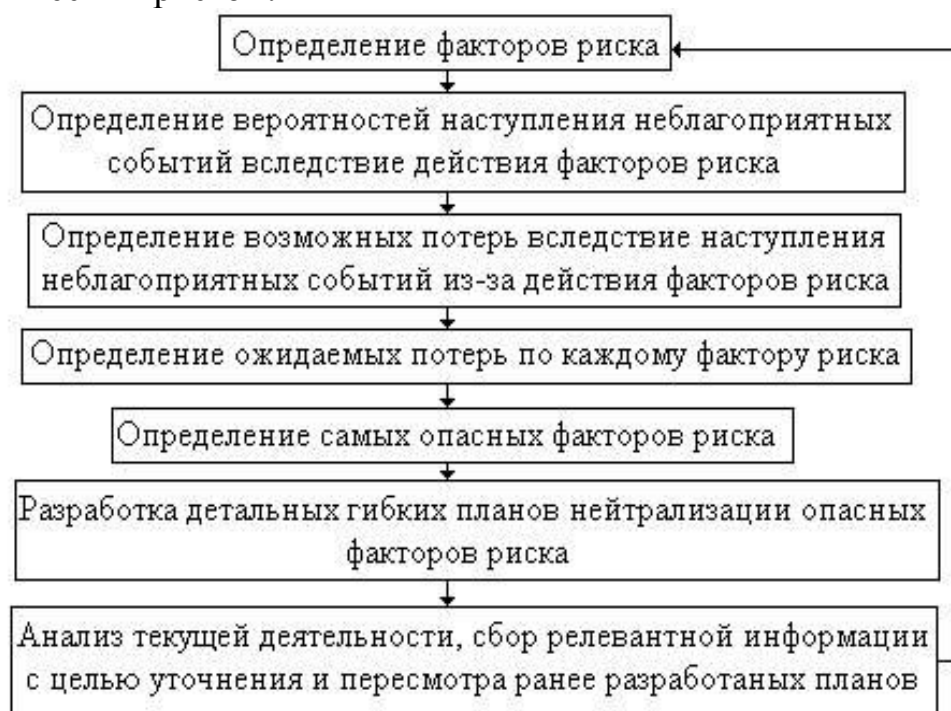 Определение факторов риска
Определение вероятностей наступления неблагоприятных
событий вследствие действия факторов риска
Определение возможных потерь вследствие наступления
неблагоприятных событий из-за действия факторов риска
Определение ожидаемых потерь по каждому фактору риска
Определение самых опасных факторов риска
Разработка детальных гибких планов нейтрализации опасных
факторов риска
Анализ текущей деятельности, сбор релевантной информации
с целью уточнения и пересмотра ранее разработаных планов